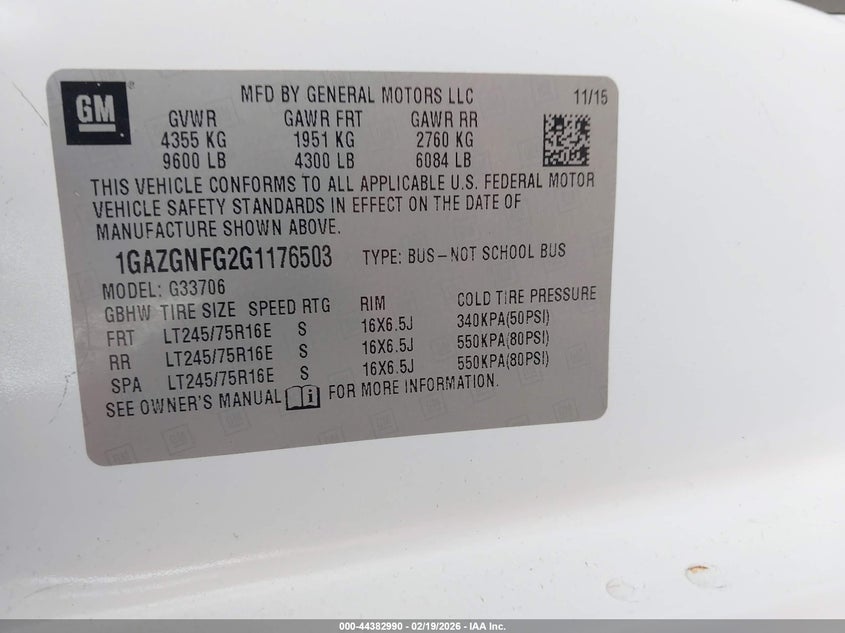 GM
MFD BY GENERAL MOTORS LLC 11/15
GVWR GAWR FRT GAWR RR
4355 KG 1951 KG 2760 KG
9600 LB 4300 LB 6084 LB
THIS VEHICLE CONFORMS TO ALL APPLICABLE U.S. FEDERAL MOTOR
VEHICLE SAFETY STANDARDS IN EFFECT ON THE DATE OF
MANUFACTURE SHOWN ABOVE.
1GAZGNFG2G1176503 TYPE: BUS-NOT SCHOOL BUS
MODEL: G33706
GBHW TIRE SIZE SPEED RTG RIM COLD TIRE PRESSURE
FRT LT245/75R16E S 16X6.5J 340KPA(50PSI)
RR LT245/75R16E S 16X6.5J 550KPA(80PSI)
SPA LT245/75R16E S 16X6.5J 550KPA(80PSI)
SEE OWNER'S MANUAL i FOR MORE INFORMATION.
000-44382990 - 02/19/2026 - IAA Inc.